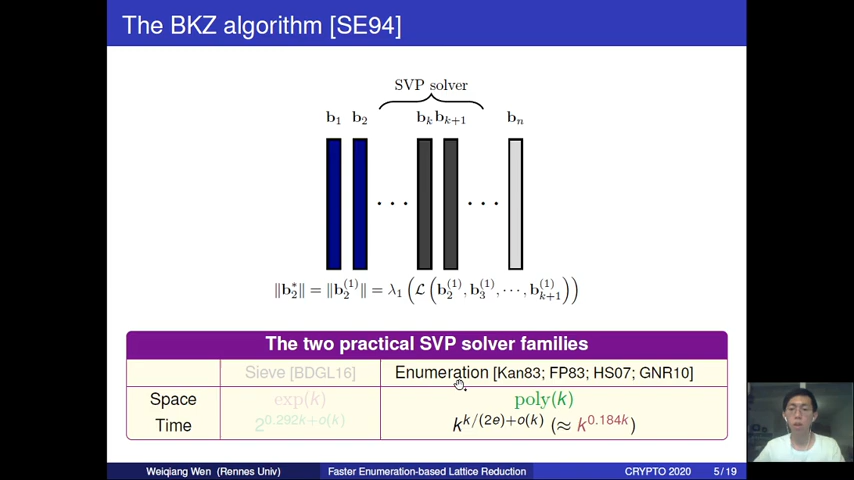 The BKZ algorithm [SE94]
SVP solver
b₁ b₂ bₖ bₖ₊₁ bₙ
‖b₂*‖ = ‖b₂⁽¹⁾‖ = λ₁ (ℒ (b₂⁽¹⁾, b₃⁽¹⁾, ⋯, bₖ₊₁⁽¹⁾))
The two practical SVP solver families
Sieve [BDGL16] Enumeration [Kan83; FP83; HS07; GNR10]
Space exp(k) poly(k)
Time 2^{0.292k+o(k)} k^{k/(2e)+o(k)} (≈ k^{0.184k})
Weiqiang Wen (Rennes Univ) Faster Enumeration-based Lattice Reduction CRYPTO 2020 5 / 19